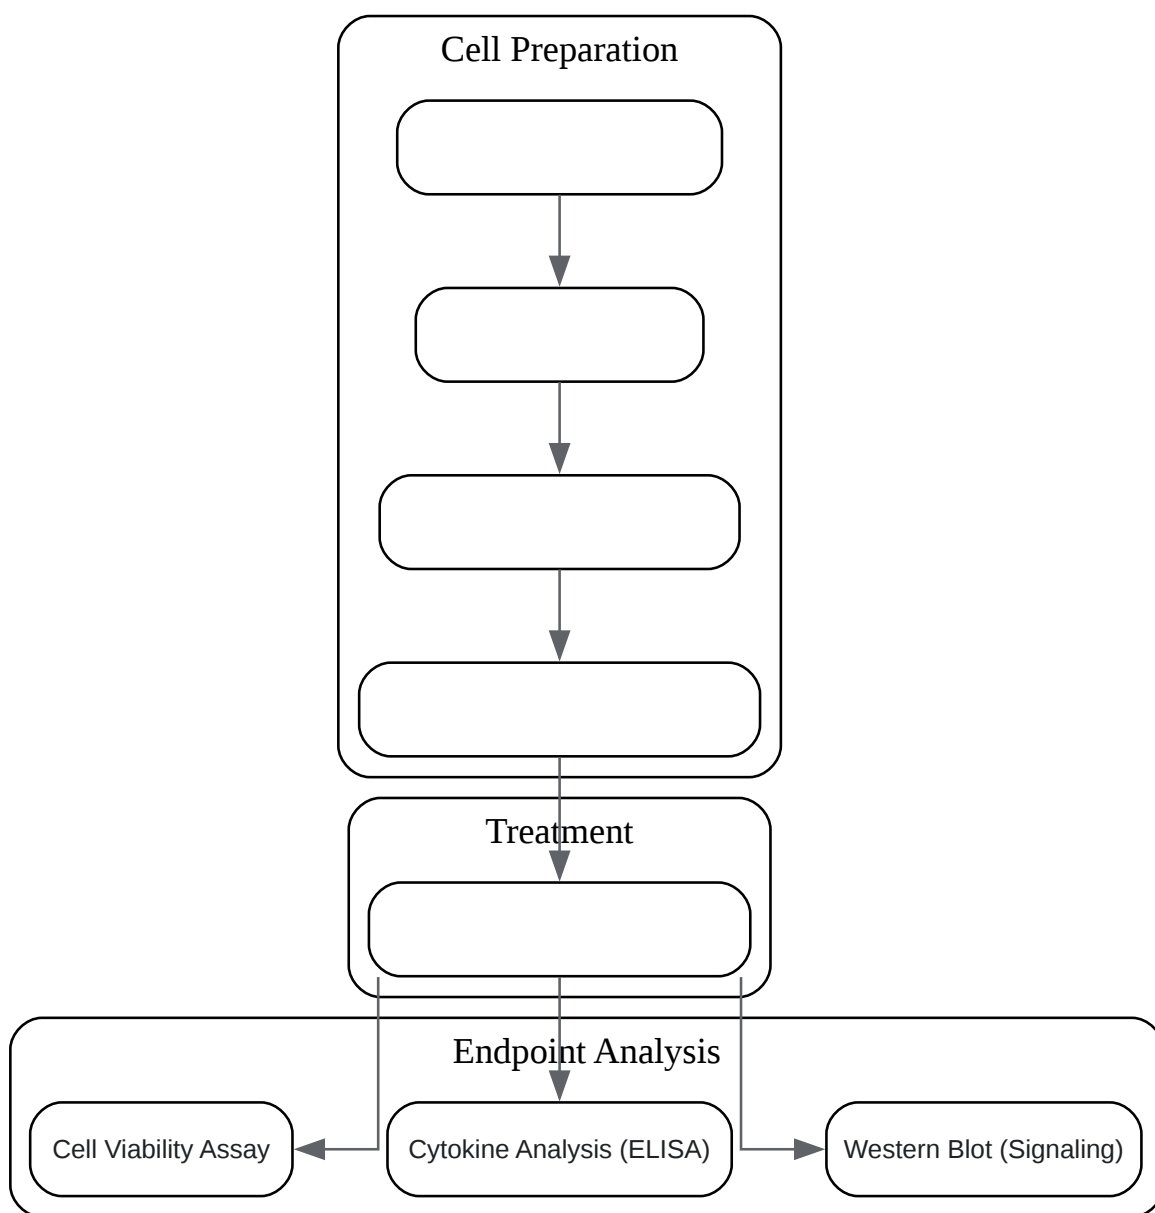 Cell Preparation
Treatment
Endpoint Analysis
Cell Viability Assay
Cytokine Analysis (ELISA)
Western Blot (Signaling)